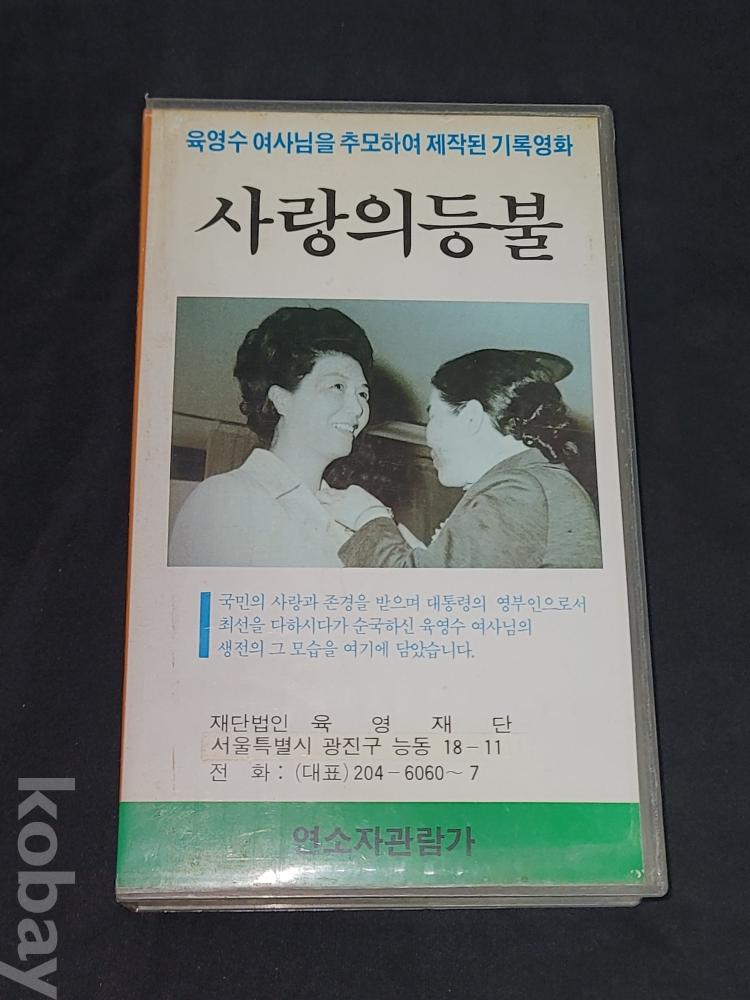 육영수 여사님을 추모하여 제작된 기록영화
사랑의등불
국민의 사랑과 존경을 받으며 대통령의 영부인으로서
최선을 다하시다가 순국하신 육영수 여사님의
생전의 그 모습을 여기에 담았습니다.
재단법인 육 영 재 단
서울특별시 광진구 능동 18-11
전 화 : (대표) 204-6060~7
연소자관람가
kobay